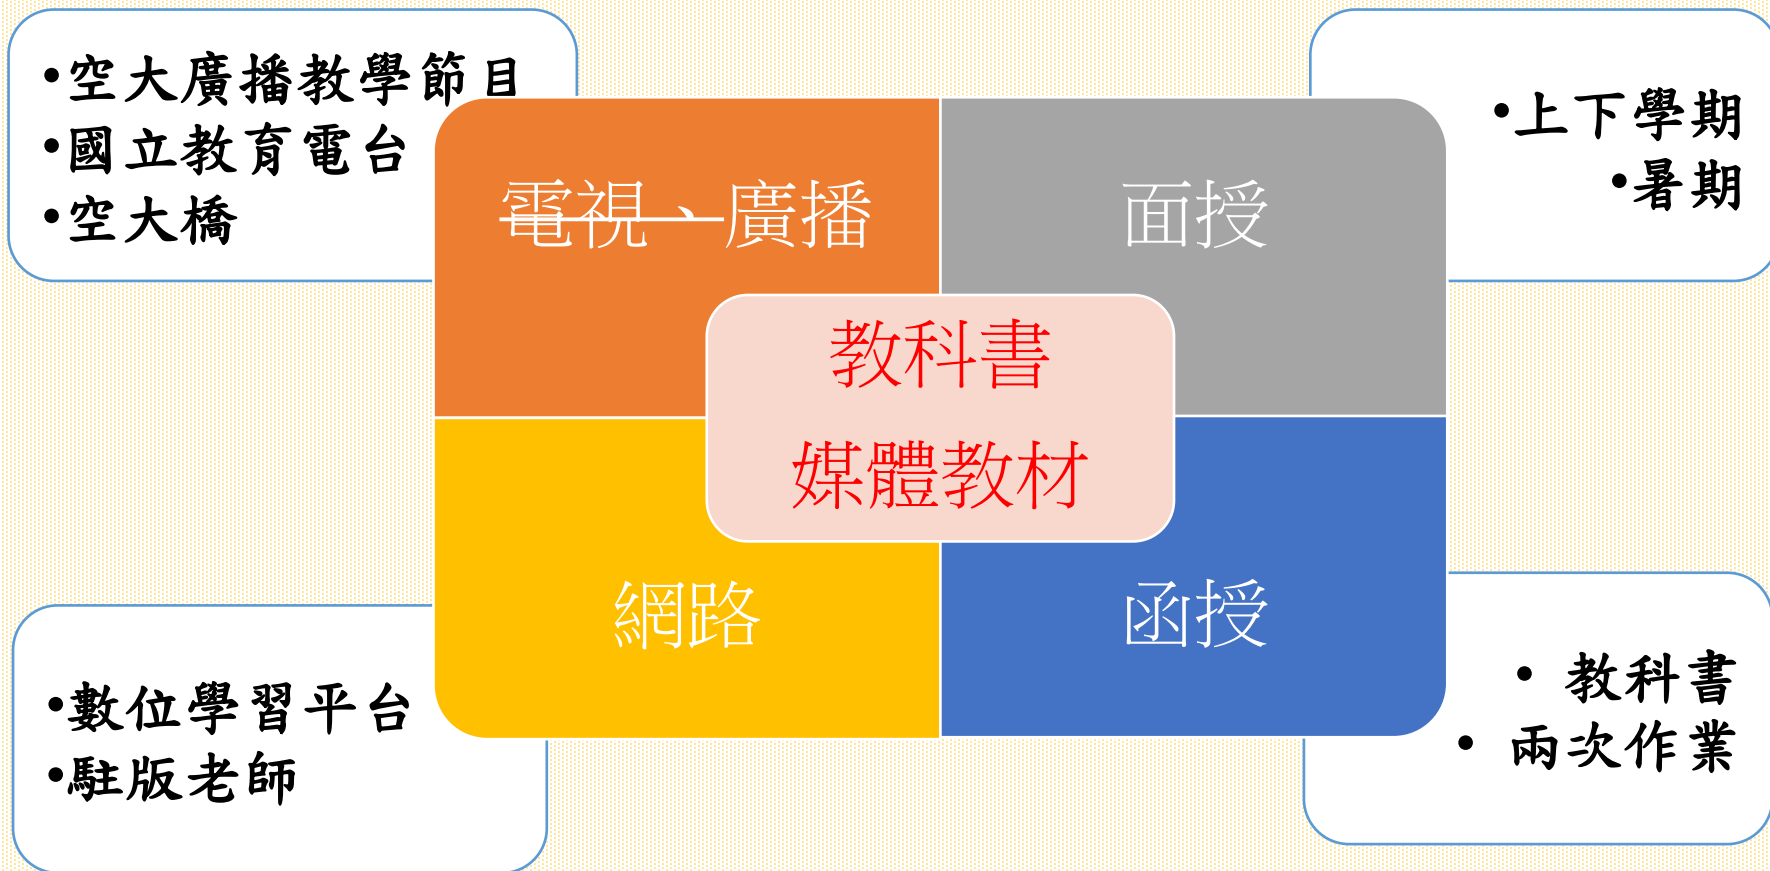 •空大廣播教學節目
•國立教育電台
•空大橋
電視、廣播
面授
•上下學期
•暑期
教科書
媒體教材
網路
函授
•數位學習平台
•駐版老師
• 教科書
• 兩次作業